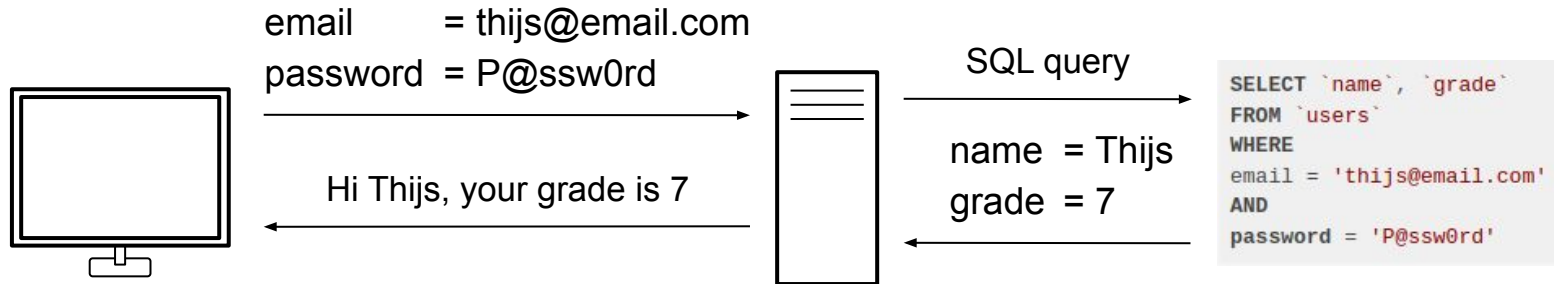 email = thijs@email.com
password = P@ssw0rd
Hi Thijs, your grade is 7
SQL query
name = Thijs
grade = 7
SELECT `name`, `grade`
FROM `users`
WHERE
email = 'thijs@email.com'
AND
password = 'P@ssw0rd'